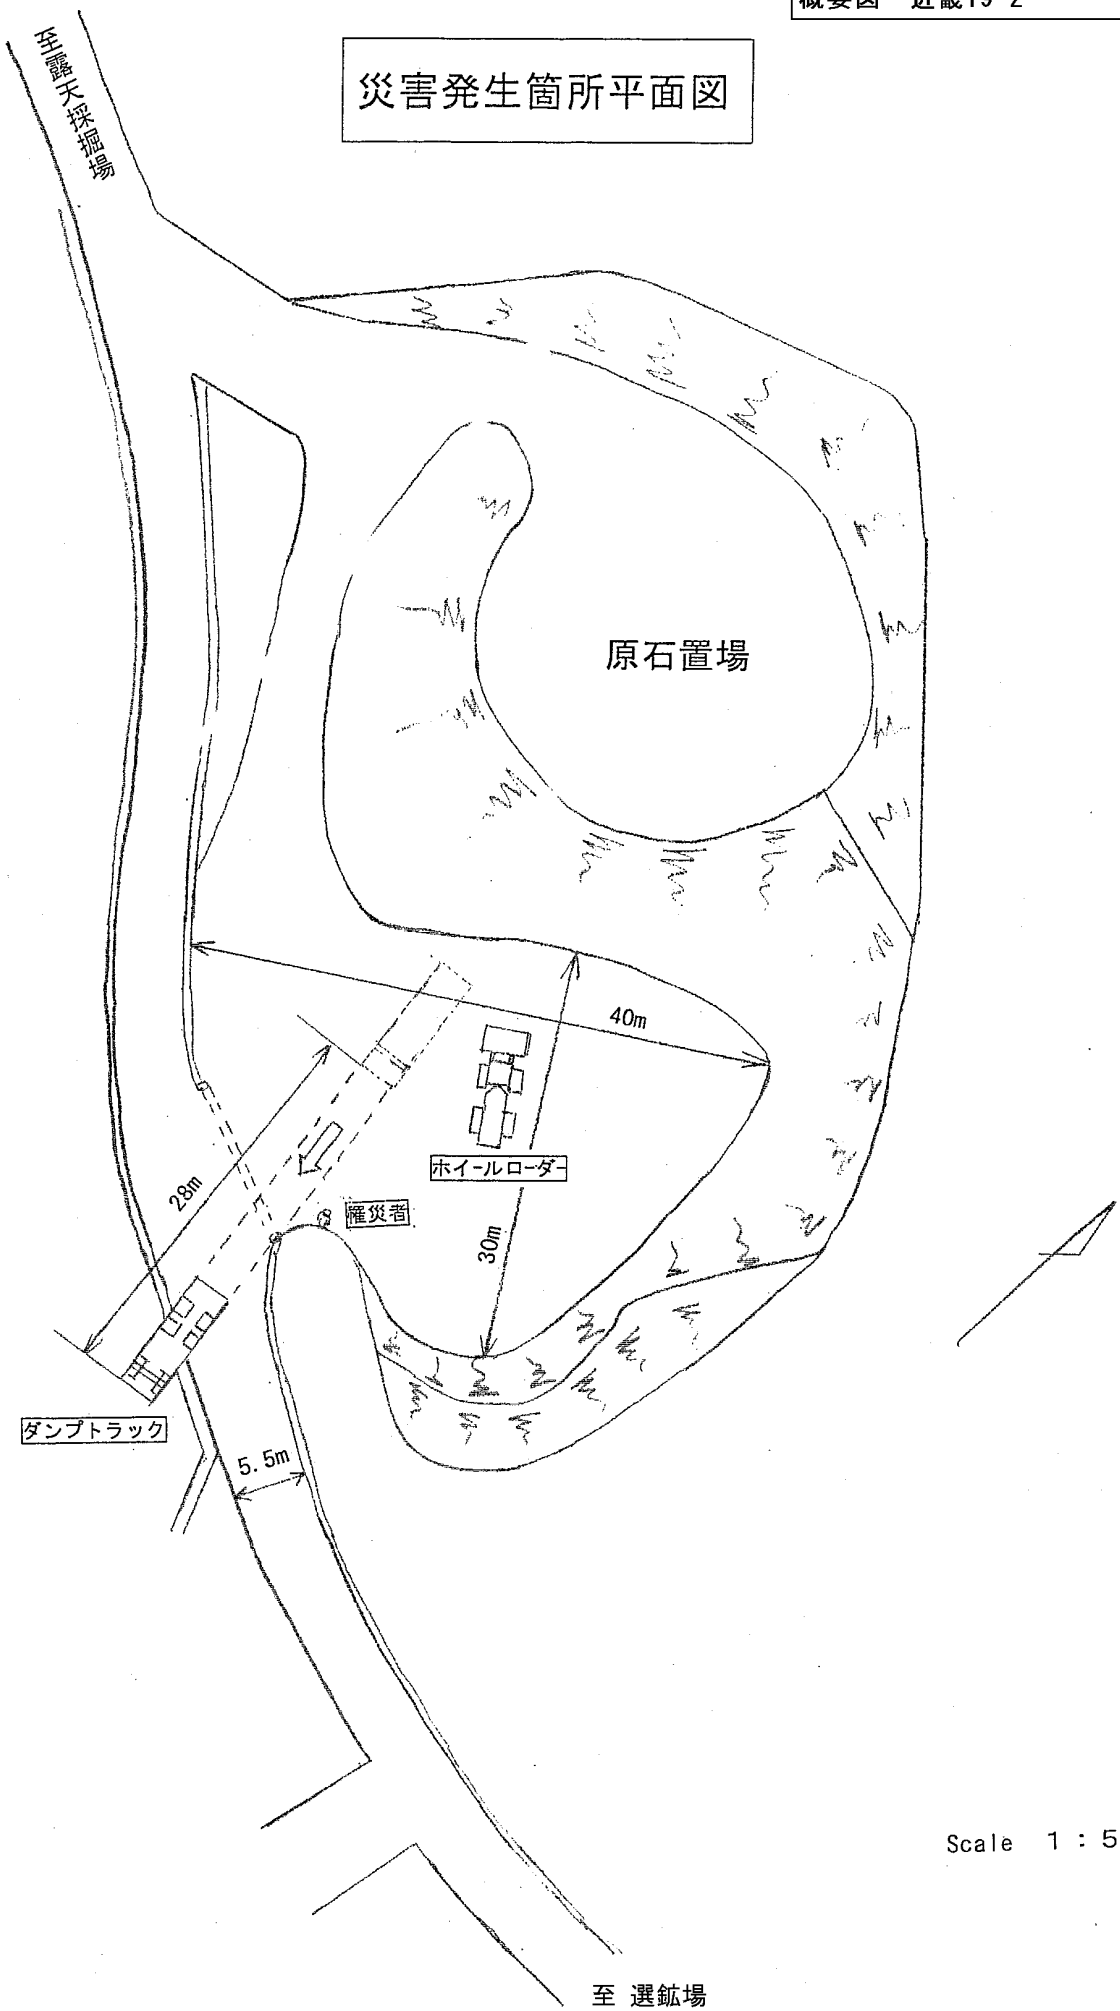 概要図 近畿19-2
災害発生箇所平面図
至露天採掘場
原石置場
40m
ホイールローダー
28m
罹災者
30m
ダンプトラック
5.5m
Scale 1:5
至 選鉱場